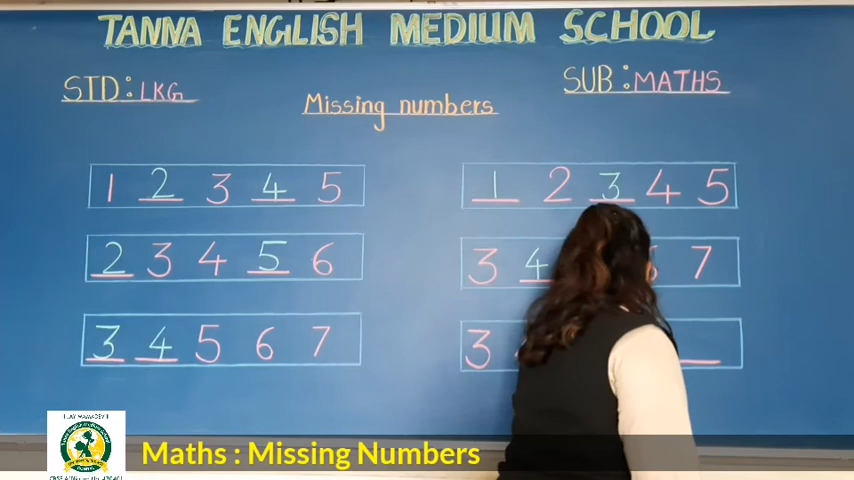 TANNA ENGLISH MEDIUM SCHOOL
STD: LKG
SUB: MATHS
Missing numbers
1 2 3 4 5
1 2 3 4 5
2 3 4 5 6
3 4 7
3 4 5 6 7
3
Maths : Missing Numbers